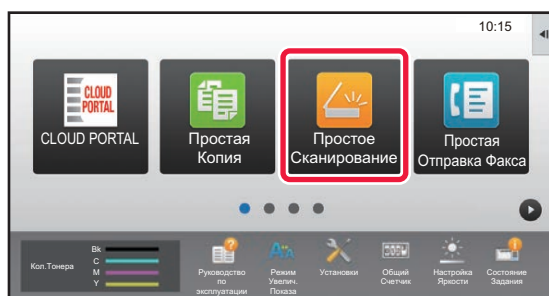 10:15
CLOUD
PORTAL
CLOUD PORTAL
Простая
Копия
Простое
Сканирование
Простая
Отправка Факса
Кол.Тонера
Bk
C
M
Y
Руководство
по
эксплуатации
Режим
Увелич.
Показа
Установки
Общий
Счетчик
Настройка
Яркости
Состояние
Задания